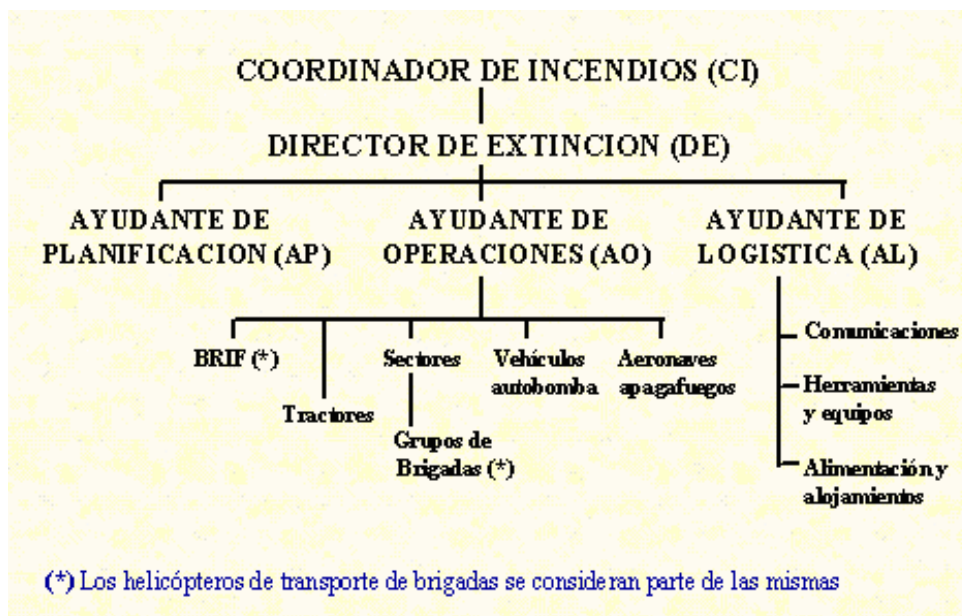 COORDINADOR DE INCENDIOS (CI)
DIRECTOR DE EXTINCION (DE)
AYUDANTE DE
PLANIFICACION (AP)
AYUDANTE DE
OPERACIONES (AO)
AYUDANTE DE
LOGISTICA (AL)
BRIF (*)
Tractores
Sectores
Grupos de
Brigadas (*)
Vehículos
autobomba
Aeronaves
apagafuegos
Comunicaciones
Herramientas
y equipos
Alimentación y
alojamientos
(*) Los helicópteros de transporte de brigadas se consideran parte de las mismas